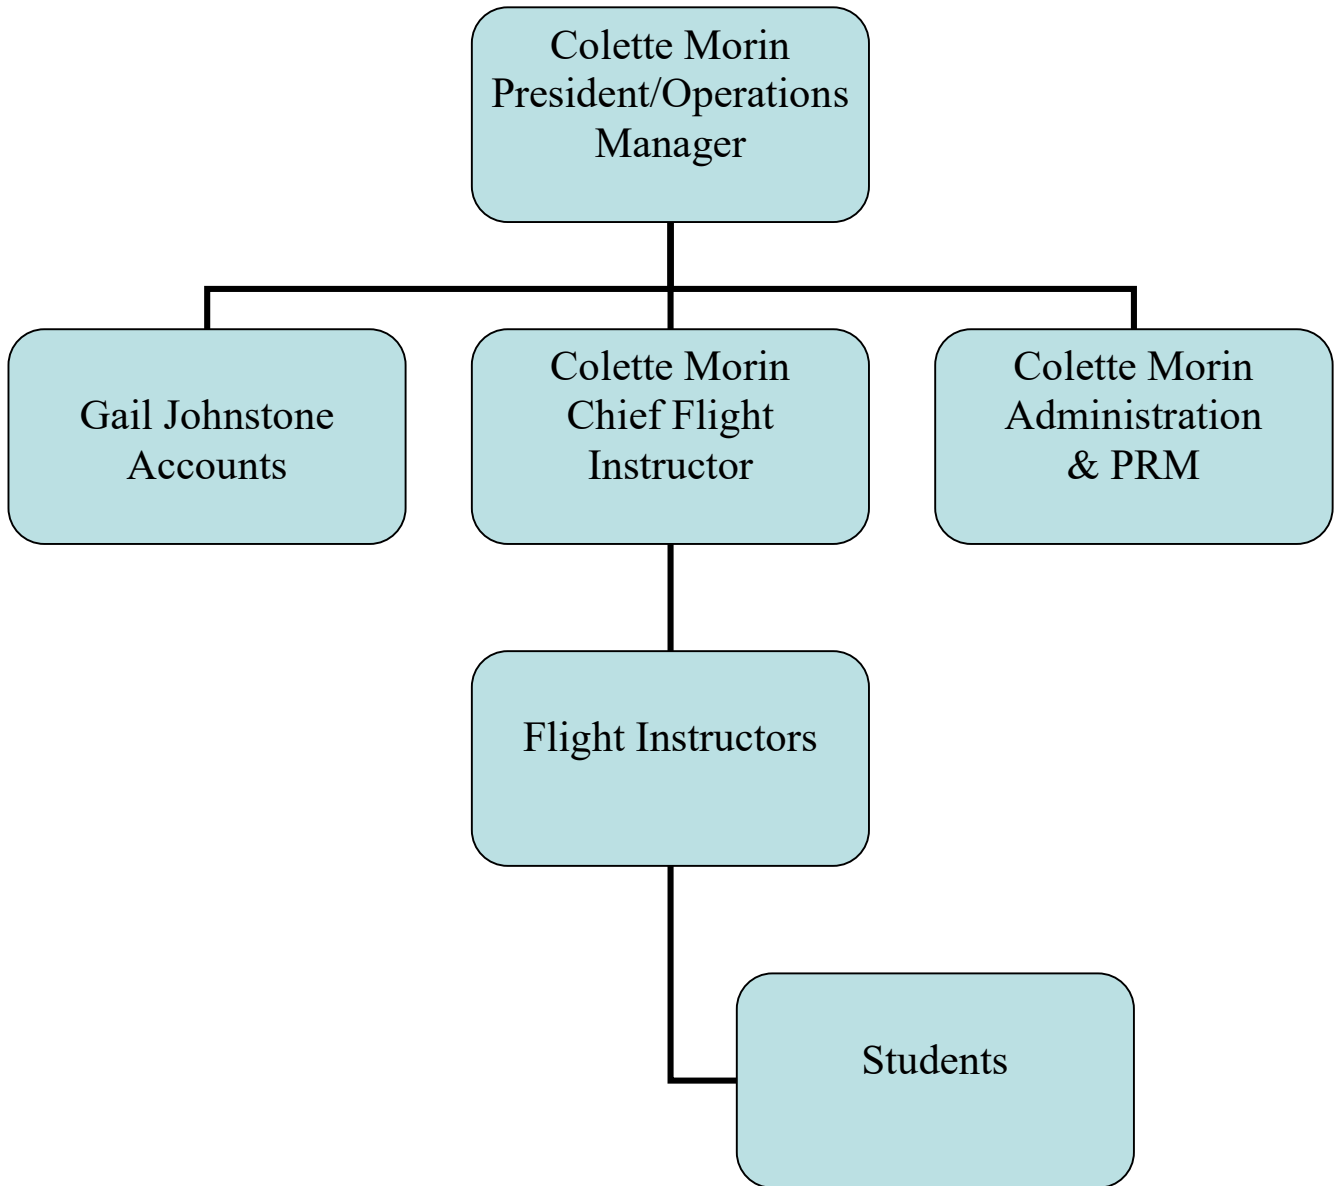 Colette Morin
President/Operations
Manager
Gail Johnstone
Accounts
Colette Morin
Chief Flight
Instructor
Colette Morin
Administration
& PRM
Flight Instructors
Students